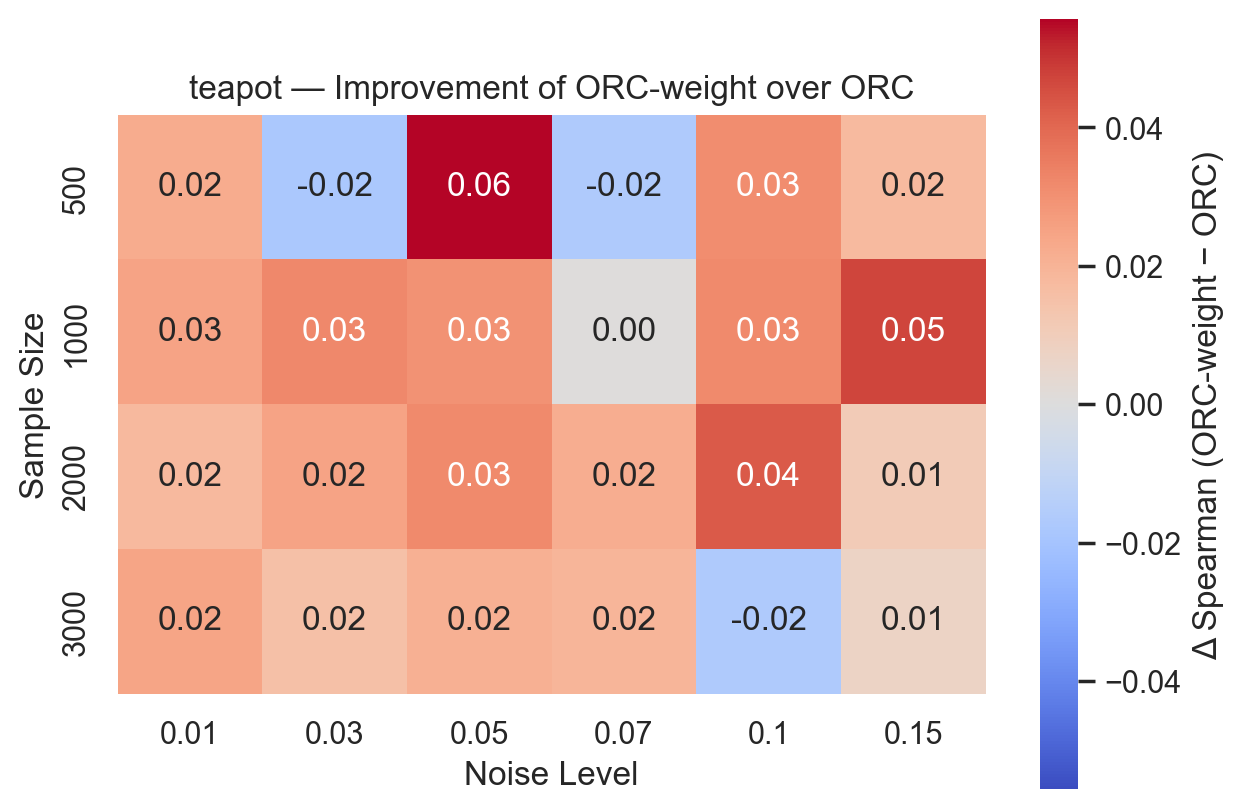 teapot — Improvement of ORC-weight over ORC
Sample Size
500
0.02 -0.02 0.06 -0.02 0.03 0.02
1000
0.03 0.03 0.03 0.00 0.03 0.05
2000
0.02 0.02 0.03 0.02 0.04 0.01
3000
0.02 0.02 0.02 0.02 -0.02 0.01
0.01 0.03 0.05 0.07 0.1 0.15
Noise Level
0.04
0.02
0.00
−0.02
−0.04
Δ Spearman (ORC-weight − ORC)